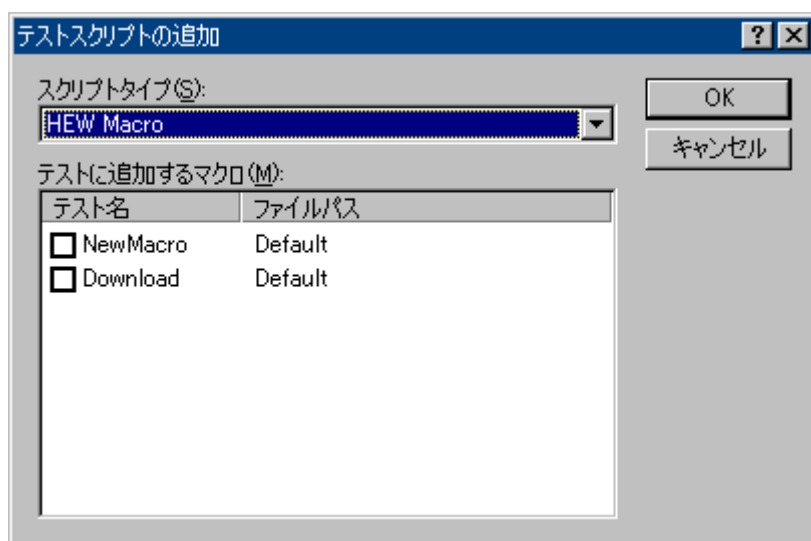 テストスクリプトの追加
スクリプトタイプ(S):
OK
HEW Macro
キャンセル
テストに追加するマクロ(M):
テスト名 ファイルパス
NewMacro Default
Download Default